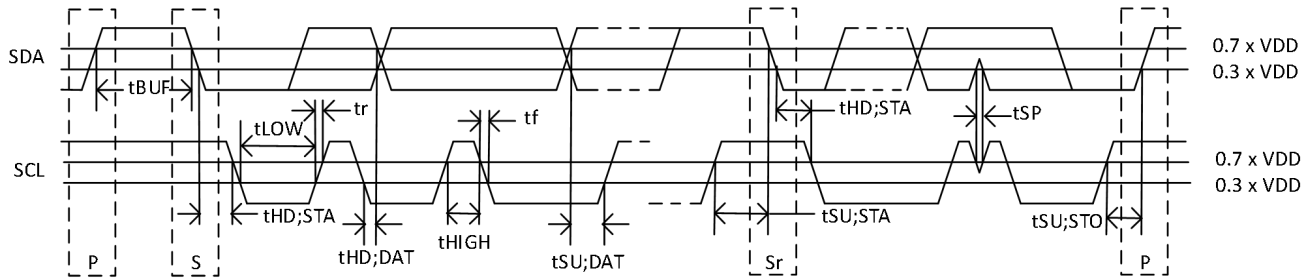 SDA
0.7 x VDD
0.3 x VDD
tBUF
tLOW
tr
tf
tHD;STA
tSP
SCL
0.7 x VDD
0.3 x VDD
tHD;STA
tHD;DAT
tHIGH
tSU;DAT
tSU;STA
tSU;STO
P
S
Sr
P